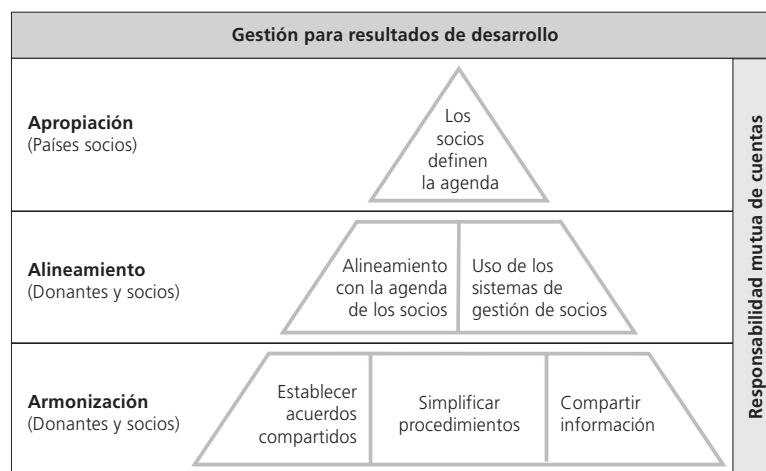 Gestión para resultados de desarrollo
Apropiación
(Países socios)
Los
socios
definen
la agenda
Alineamiento
(Donantes y socios)
Alineamiento
con la agenda
de los socios
Uso de los
sistemas de
gestión de socios
Armonización
(Donantes y socios)
Establecer
acuerdos
compartidos
Simplificar
procedimientos
Compartir
información
Responsabilidad mutua de cuentas